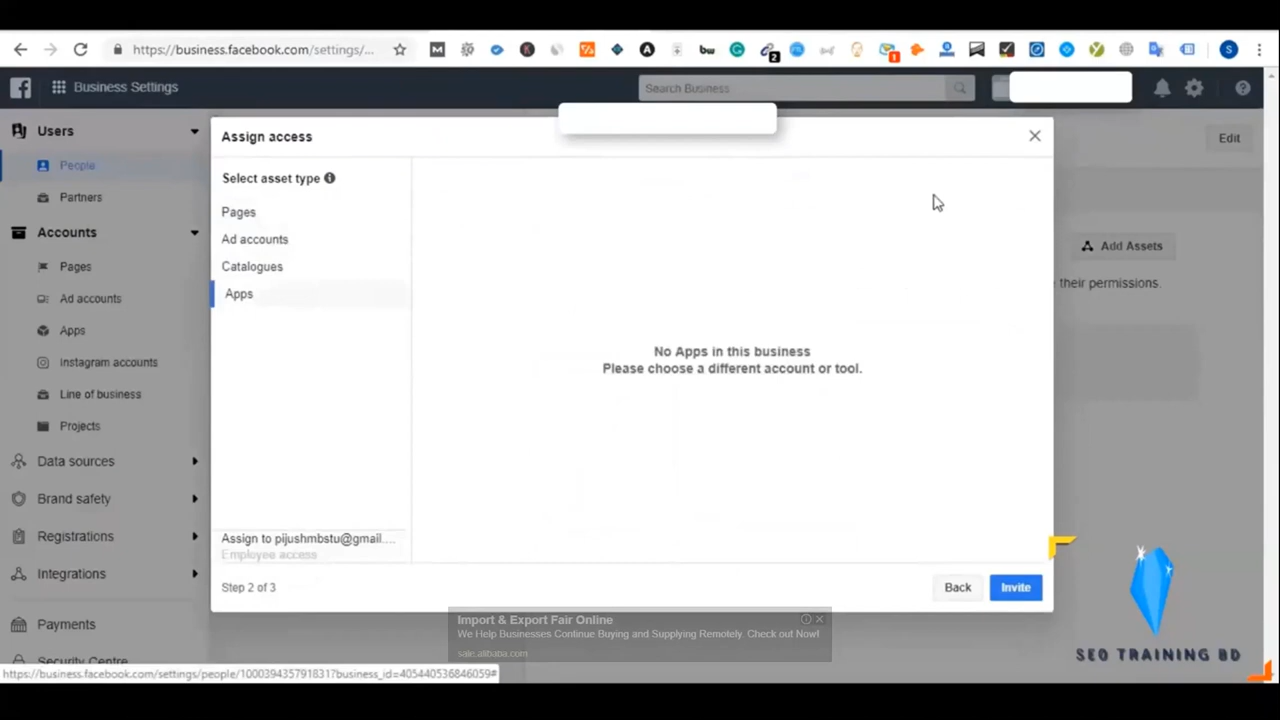 https://business.facebook.com/settings/...
2
1
S
Business Settings
Search Business
Users
People
Partners
Accounts
Pages
Ad accounts
Apps
Instagram accounts
Line of business
Projects
Data sources
Brand safety
Registrations
Integrations
Payments
Security Centre
Assign access
Select asset type
Pages
Ad accounts
Catalogues
Apps
No Apps in this business
Please choose a different account or tool.
Assign to pijushmbstu@gmail....
Employee access
Step 2 of 3
Back
Invite
Edit
Add Assets
their permissions.
Import & Export Fair Online
We Help Businesses Continue Buying and Supplying Remotely. Check out Now!
sale.alibaba.com
SEO TRAINING BD
https://business.facebook.com/settings/people/100039435791831?business_id=405440536846059#